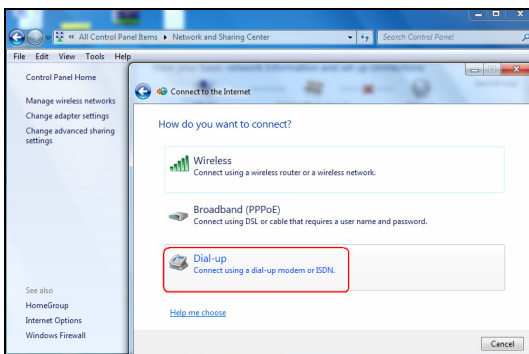 « All Control Panel Items ▸ Network and Sharing Center
Search Control Panel
File Edit View Tools Help
Control Panel Home
Manage wireless networks
Change adapter settings
Change advanced sharing
settings
See also
HomeGroup
Internet Options
Windows Firewall
Connect to the Internet
How do you want to connect?
Wireless
Connect using a wireless router or a wireless network.
Broadband (PPPoE)
Connect using DSL or cable that requires a user name and password.
Dial-up
Connect using a dial-up modem or ISDN.
Help me choose
Cancel